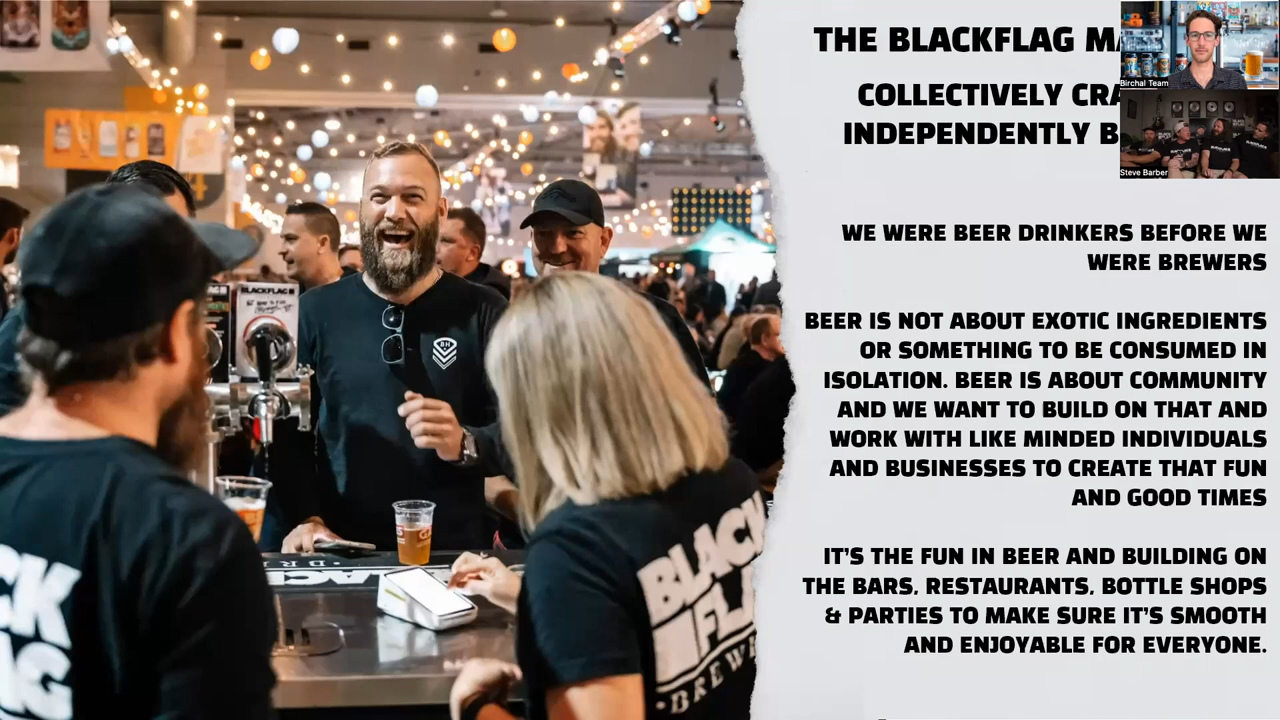 THE BLACKFLAG
COLLECTIVELY
INDEPENDENTLY
WE WERE BEER DRINKERS BEFORE WE
WERE BREWERS
BEER IS NOT ABOUT EXOTIC INGREDIENTS
OR SOMETHING TO BE CONSUMED IN
ISOLATION. BEER IS ABOUT COMMUNITY
AND WE WANT TO BUILD ON THAT AND
WORK WITH LIKE MINDED INDIVIDUALS
AND BUSINESSES TO CREATE THAT FUN
AND GOOD TIMES
IT'S THE FUN IN BEER AND BUILDING ON
THE BARS, RESTAURANTS, BOTTLE SHOPS
& PARTIES TO MAKE SURE IT'S SMOOTH
AND ENJOYABLE FOR EVERYONE.
Birchal Team
Steve Barber
BLACKFLAG
BLACK